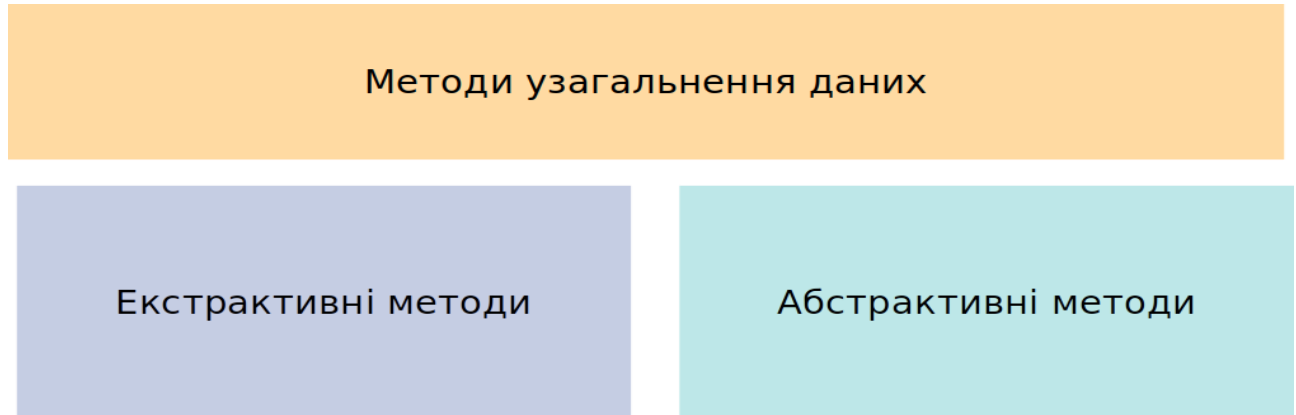 Методи узагальнення даних
Екстрактивні методи
Абстрактивні методи